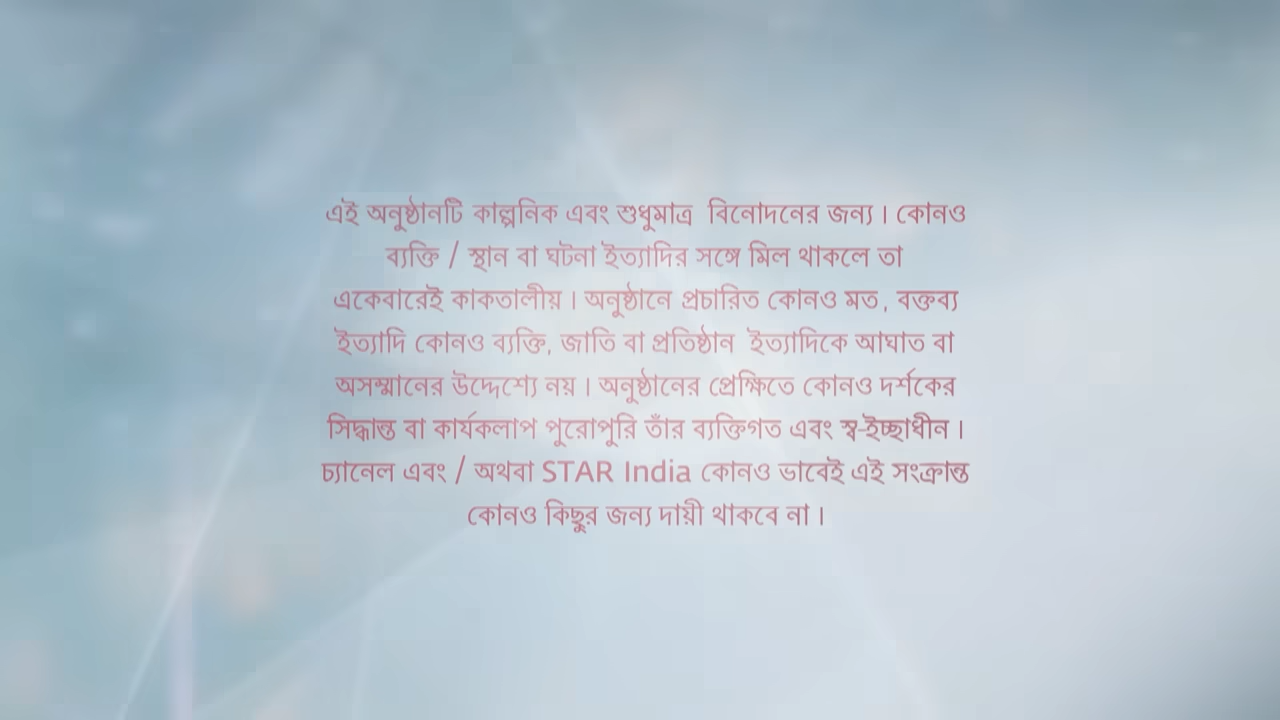 এই অনুষ্ঠানটি কাল্পনিক এবং শুধুমাত্র বিনোদনের জন্য । কোনও
ব্যক্তি / স্থান বা ঘটনা ইত্যাদির সঙ্গে মিল থাকলে তা
একেবারেই কাকতালীয় । অনুষ্ঠানে প্রচারিত কোনও মত, বক্তব্য
ইত্যাদি কোনও ব্যক্তি, জাতি বা প্রতিষ্ঠান ইত্যাদিকে আঘাত বা
অসম্মানের উদ্দেশ্যে নয় । অনুষ্ঠানের প্রেক্ষিতে কোনও দর্শকের
সিদ্ধান্ত বা কার্যকলাপ পুরোপুরি তাঁর ব্যক্তিগত এবং স্ব-ইচ্ছাধীন ।
চ্যানেল এবং / অথবা STAR India কোনও ভাবেই এই সংক্রান্ত
কোনও কিছুর জন্য দায়ী থাকবে না ।